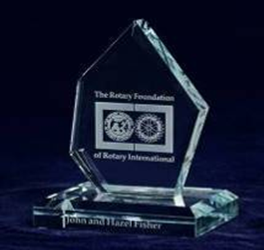 The Rotary Foundation
of Rotary International
John and Hazel Fisher